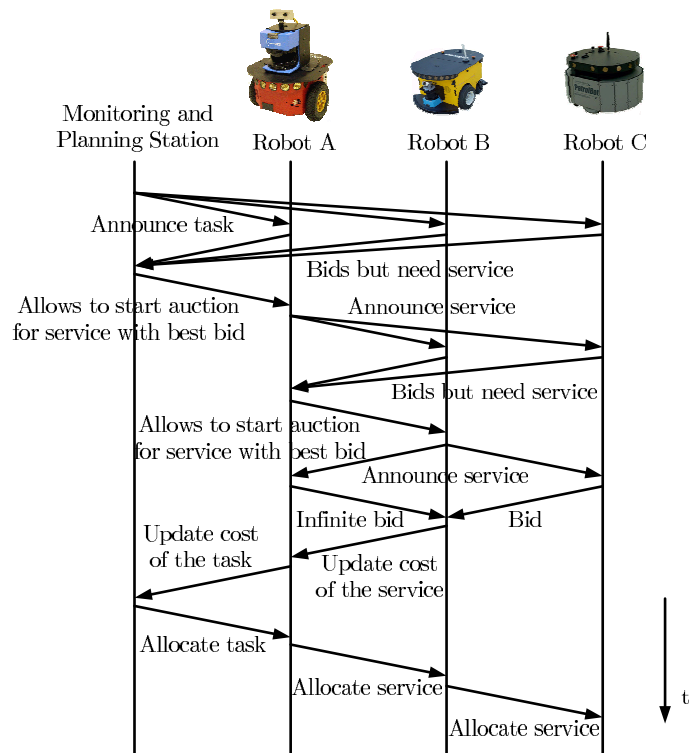 Monitoring and
Planning Station
Robot A
Robot B
Robot C
PatrolBot
Announce task
Bids but need service
Allows to start auction
for service with best bid
Announce service
Bids but need service
Allows to start auction
for service with best bid
Announce service
Infinite bid
Bid
Update cost
of the task
Update cost
of the service
Allocate task
Allocate service
Allocate service
t